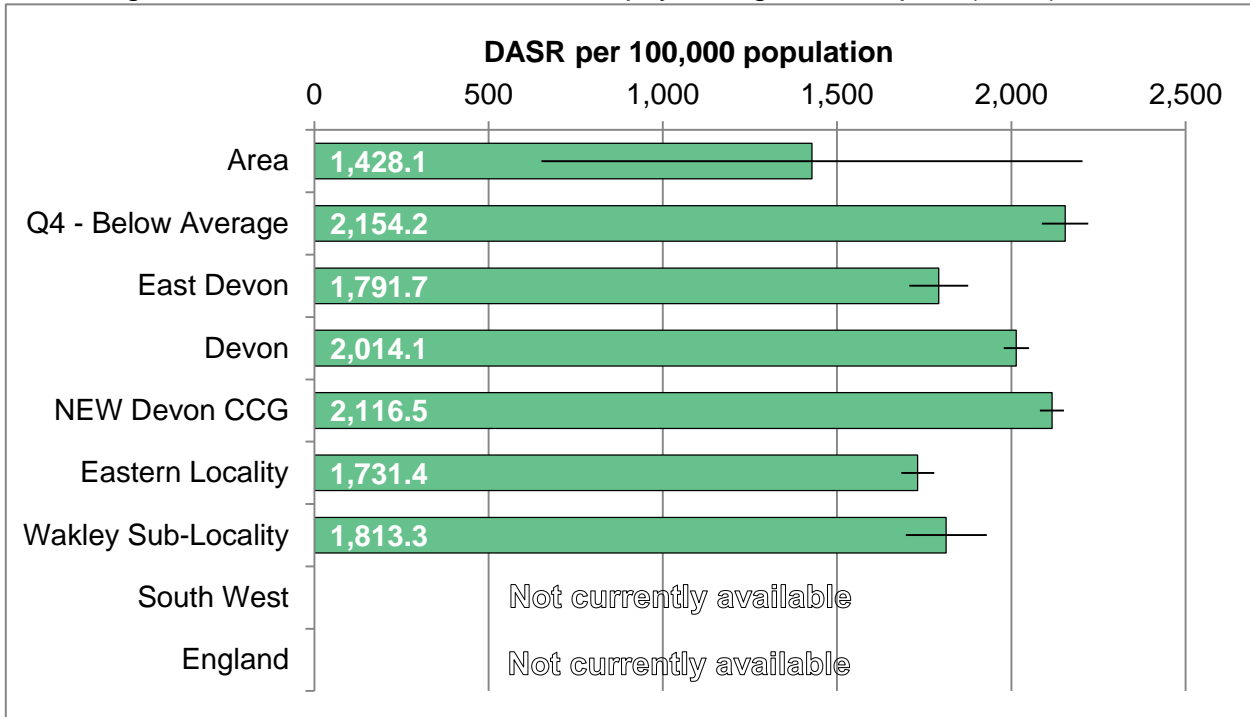 DASR per 100,000 population
0 500 1,000 1,500 2,000 2,500
Area 1,428.1
Q4 - Below Average 2,154.2
East Devon 1,791.7
Devon 2,014.1
NEW Devon CCG 2,116.5
Eastern Locality 1,731.4
Wakley Sub-Locality 1,813.3
South West Not currently available
England Not currently available